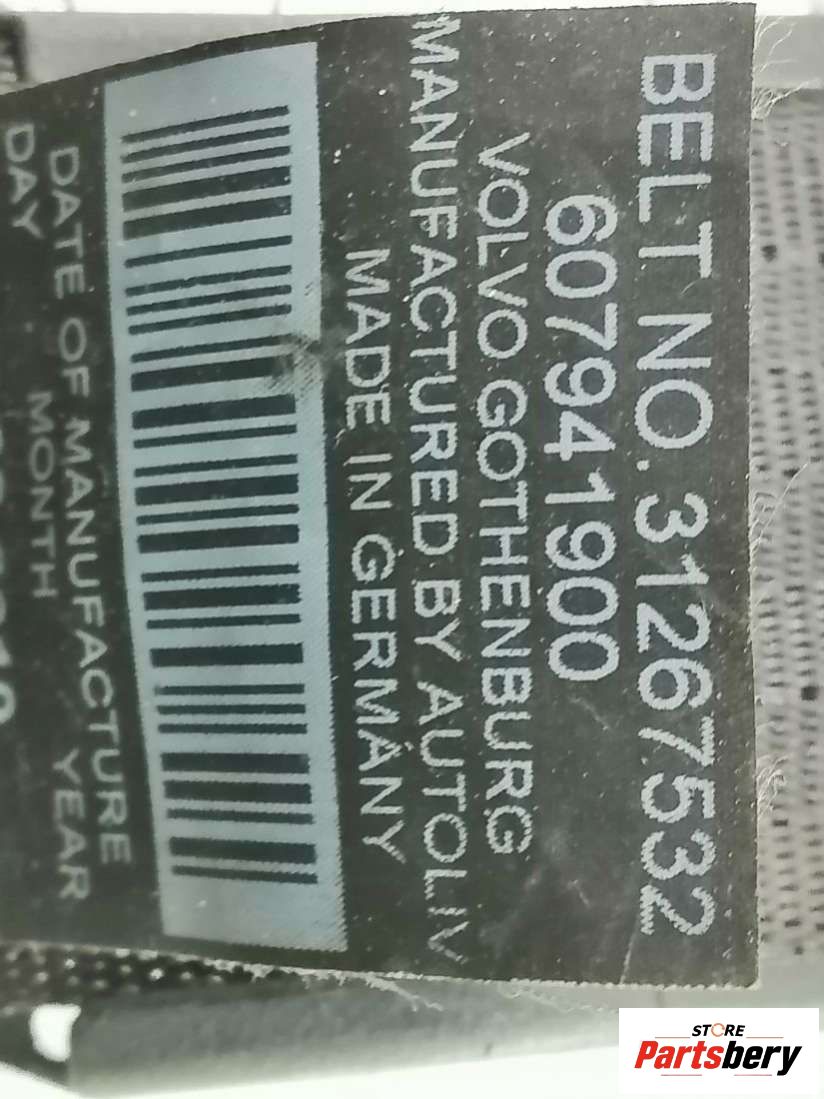 BELT NO. 31267532
607941900
VOLVO GOTHENBURG
MANUFACTURED BY AUTOLIV
MADE IN GERMANY
DATE OF MANUFACTURE
DAY MONTH YEAR
STORE
Partsbery